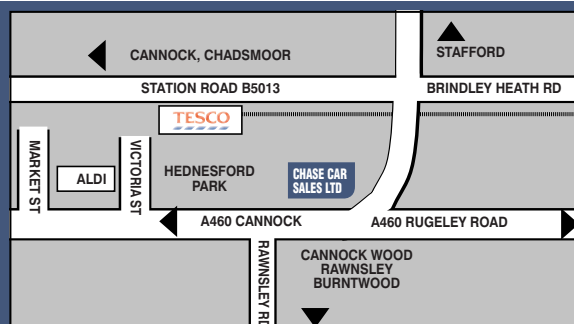 CANNOCK, CHADSMOOR
STAFFORD
STATION ROAD B5013
BRINDLEY HEATH RD
TESCO
MARKET ST
ALDI
VICTORIA ST
HEDNESFORD
PARK
CHASE CAR
SALES LTD
A460 CANNOCK
A460 RUGELEY ROAD
RAWNSLEY RD
CANNOCK WOOD
RAWNSLEY
BURNTWOOD